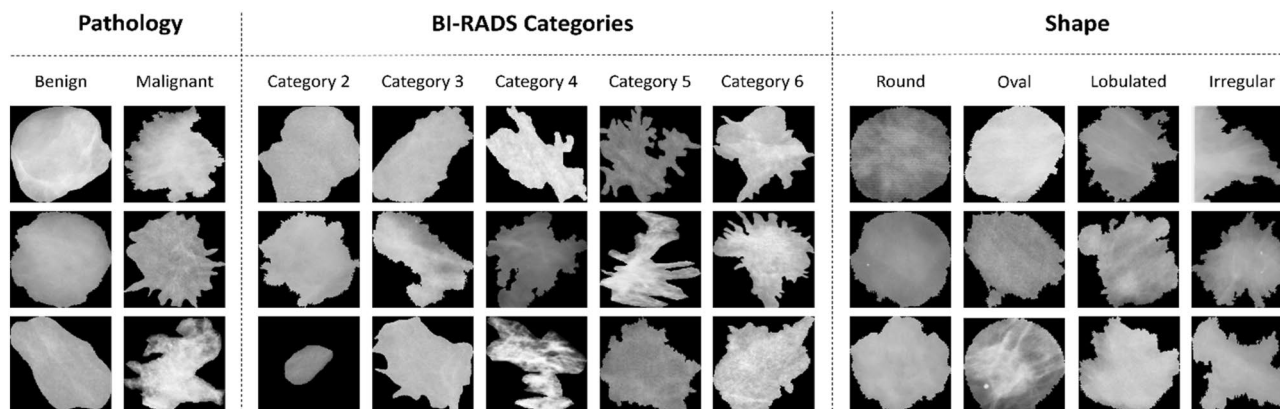 Pathology BI-RADS Categories Shape
Benign Malignant Category 2 Category 3 Category 4 Category 5 Category 6 Round Oval Lobulated Irregular